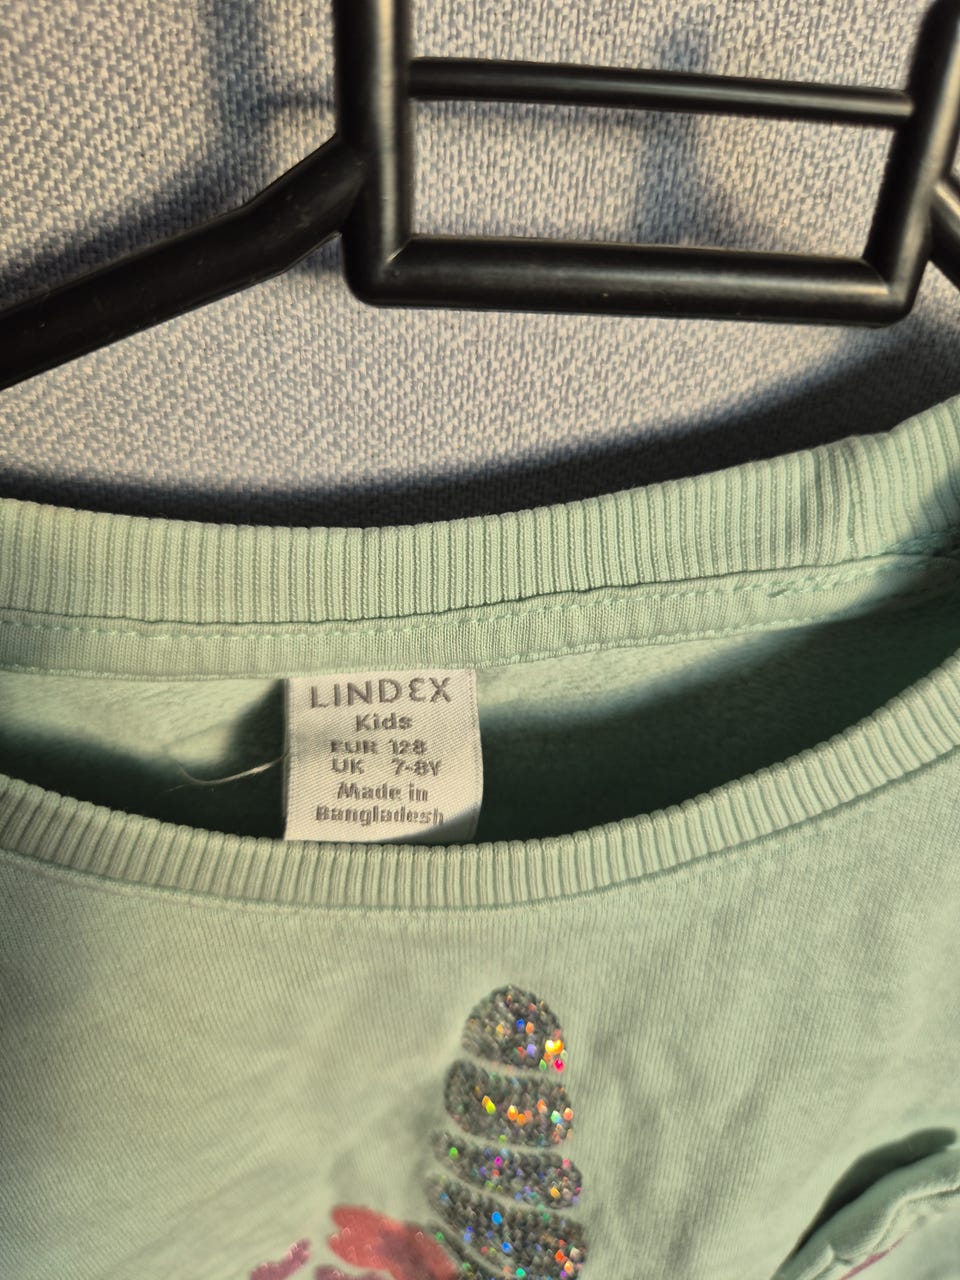 LINDEX
Kids
EUR 128
UK 7-8Y
Made in
Bangladesh